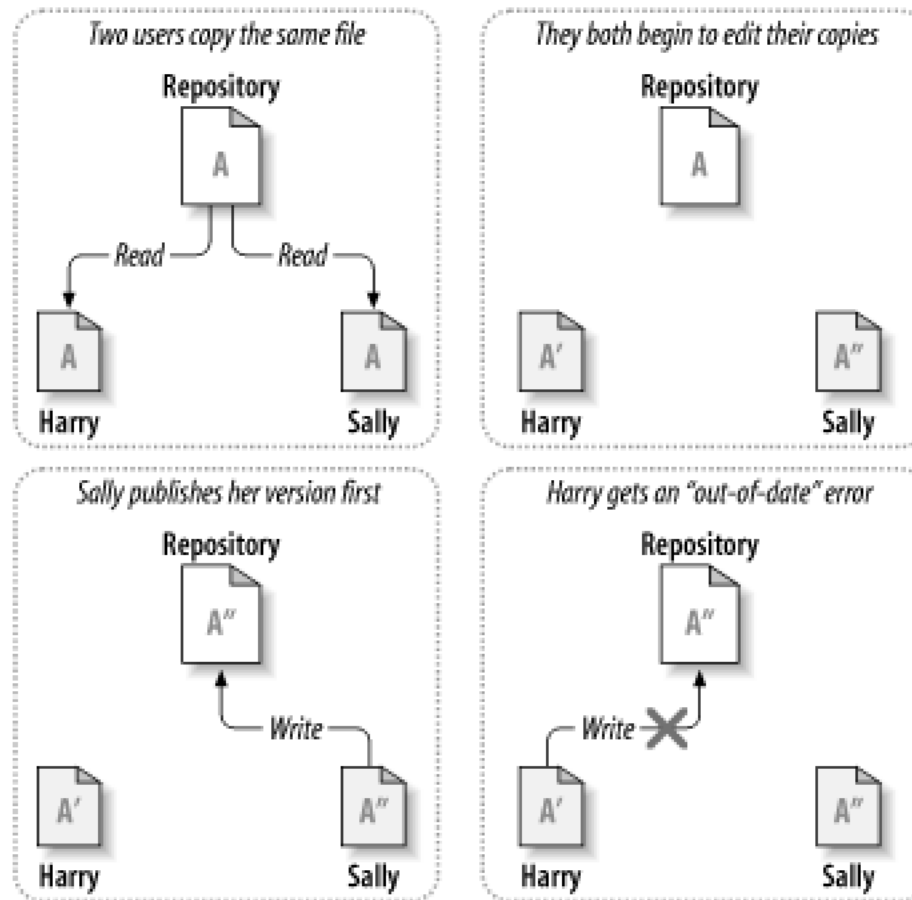 Two users copy the same file
Repository
A
Read
Read
A
A
Harry
Sally
They both begin to edit their copies
Repository
A
A′
A″
Harry
Sally
Sally publishes her version first
Repository
A″
Write
A′
A″
Harry
Sally
Harry gets an “out-of-date” error
Repository
A″
Write
A′
A″
Harry
Sally